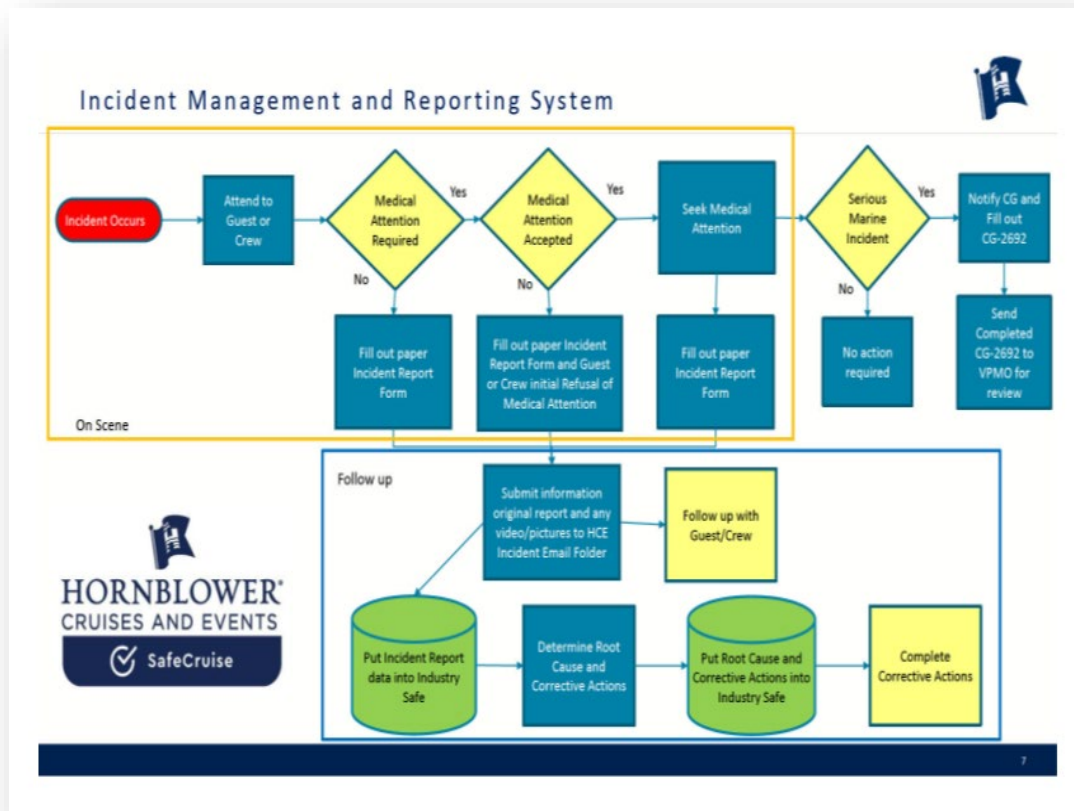 Incident Management and Reporting System
Incident Occurs
Attend to
Guest or
Crew
Medical
Attention
Required
Yes
No
Medical
Attention
Accepted
Yes
No
Seek Medical
Attention
Serious
Marine
Incident
Yes
No
Notify CG and
Fill out
CG-2692
Fill out paper
Incident Report
Form
Fill out paper Incident
Report Form and Guest
or Crew initial Refusal of
Medical Attention
Fill out paper
Incident Report
Form
No action
required
Send
Completed
CG-2692 to
VPMO for
review
On Scene
Follow up
Submit information
original report and any
video/pictures to HCE
Incident Email Folder
Follow up with
Guest/Crew
HORNBLOWER®
CRUISES AND EVENTS
SafeCruise
Put Incident Report
data into Industry
Safe
Determine Root
Cause and
Corrective Actions
Put Root Cause and
Corrective Actions into
Industry Safe
Complete
Corrective Actions
7